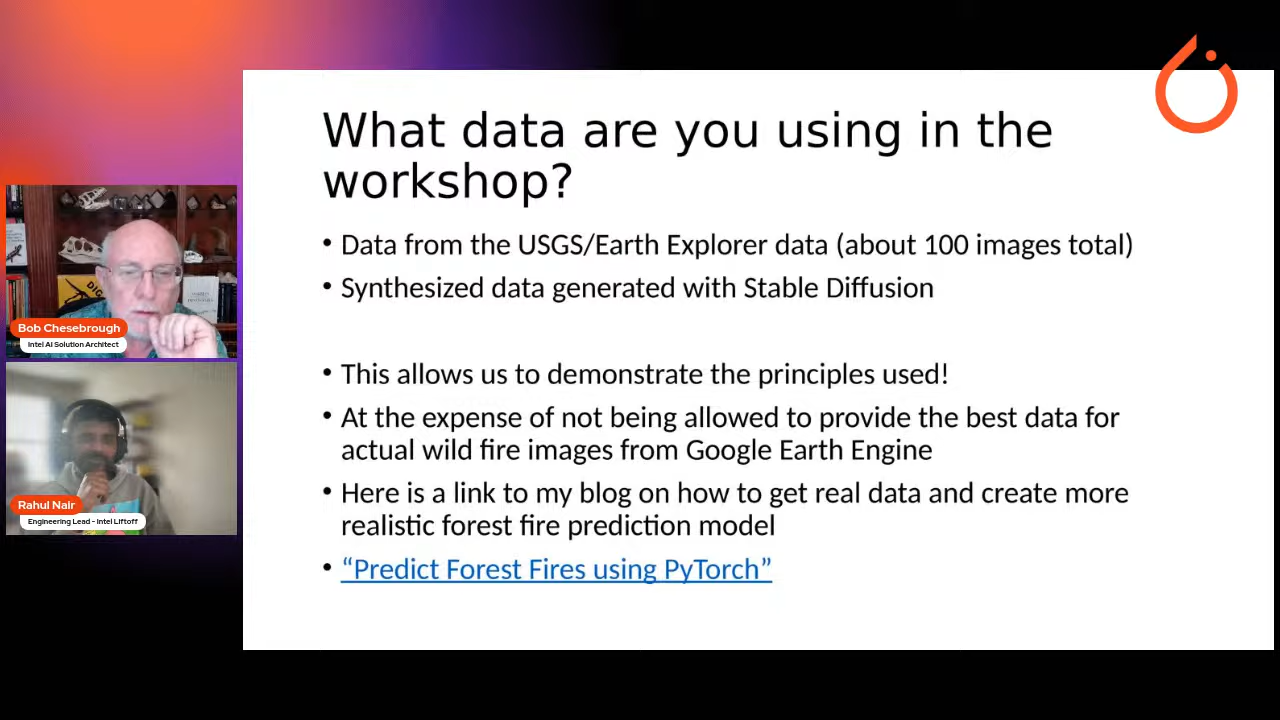 What data are you using in the
workshop?
• Data from the USGS/Earth Explorer data (about 100 images total)
• Synthesized data generated with Stable Diffusion
• This allows us to demonstrate the principles used!
• At the expense of not being allowed to provide the best data for
actual wild fire images from Google Earth Engine
• Here is a link to my blog on how to get real data and create more
realistic forest fire prediction model
• “Predict Forest Fires using PyTorch”
DIG
Bob Chesebrough
Intel AI Solution Architect
Rahul Nair
Engineering Lead - Intel Liftoff